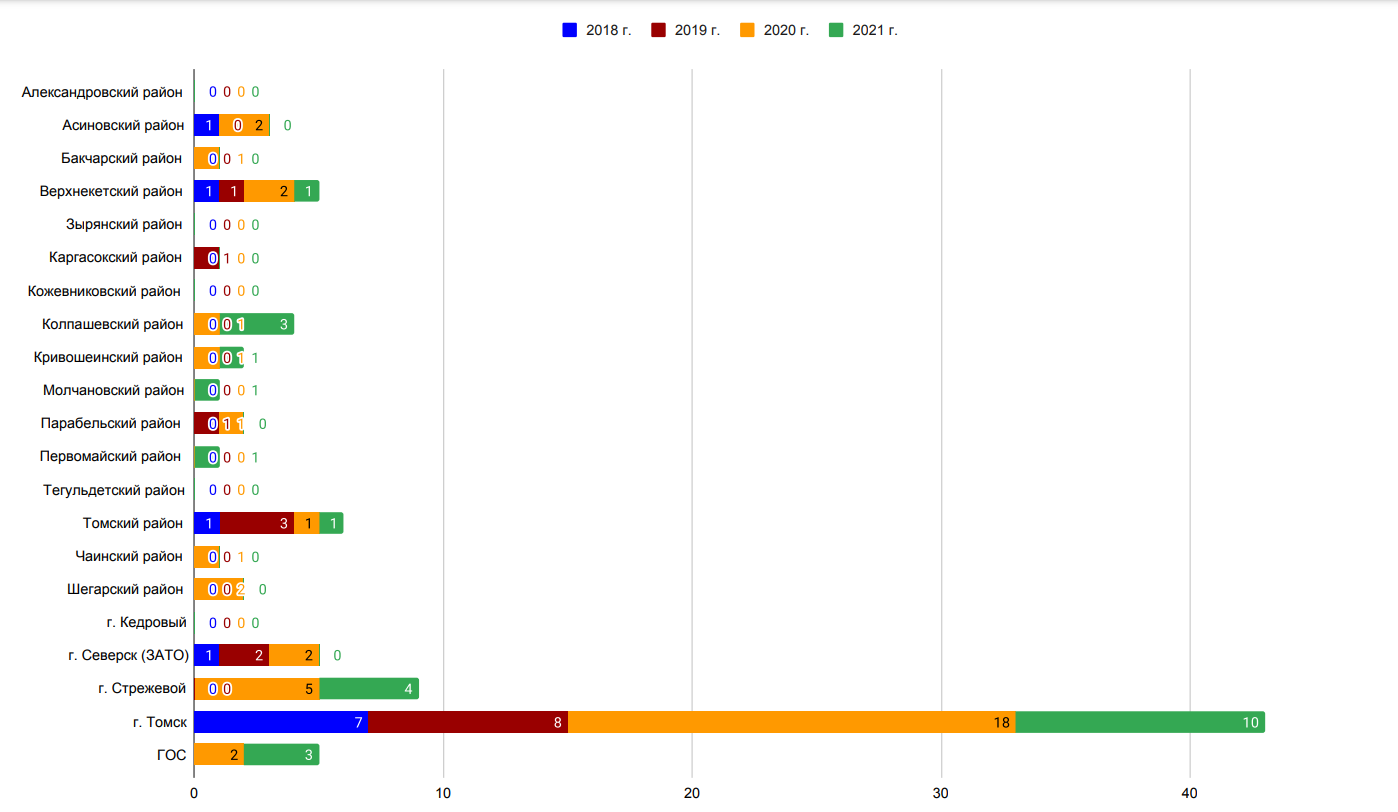 2018 г. 2019 г. 2020 г. 2021 г.
Александровский район 0 0 0 0
Асиновский район 1 0 2 0
Бакчарский район 0 0 1 0
Верхнекетский район 1 1 2 1
Зырянский район 0 0 0 0
Каргасокский район 0 1 0 0
Кожевниковский район 0 0 0 0
Колпашевский район 0 0 1 3
Кривошеинский район 0 0 1 1
Молчановский район 0 0 0 1
Парабельский район 0 1 1 0
Первомайский район 0 0 0 1
Тегульдетский район 0 0 0 0
Томский район 1 3 1 1
Чаинский район 0 0 1 0
Шегарский район 0 0 2 0
г. Кедровый 0 0 0 0
г. Северск (ЗАТО) 1 2 2 0
г. Стрежевой 0 0 5 4
г. Томск 7 8 18 10
ГОС 2 3
0 10 20 30 40